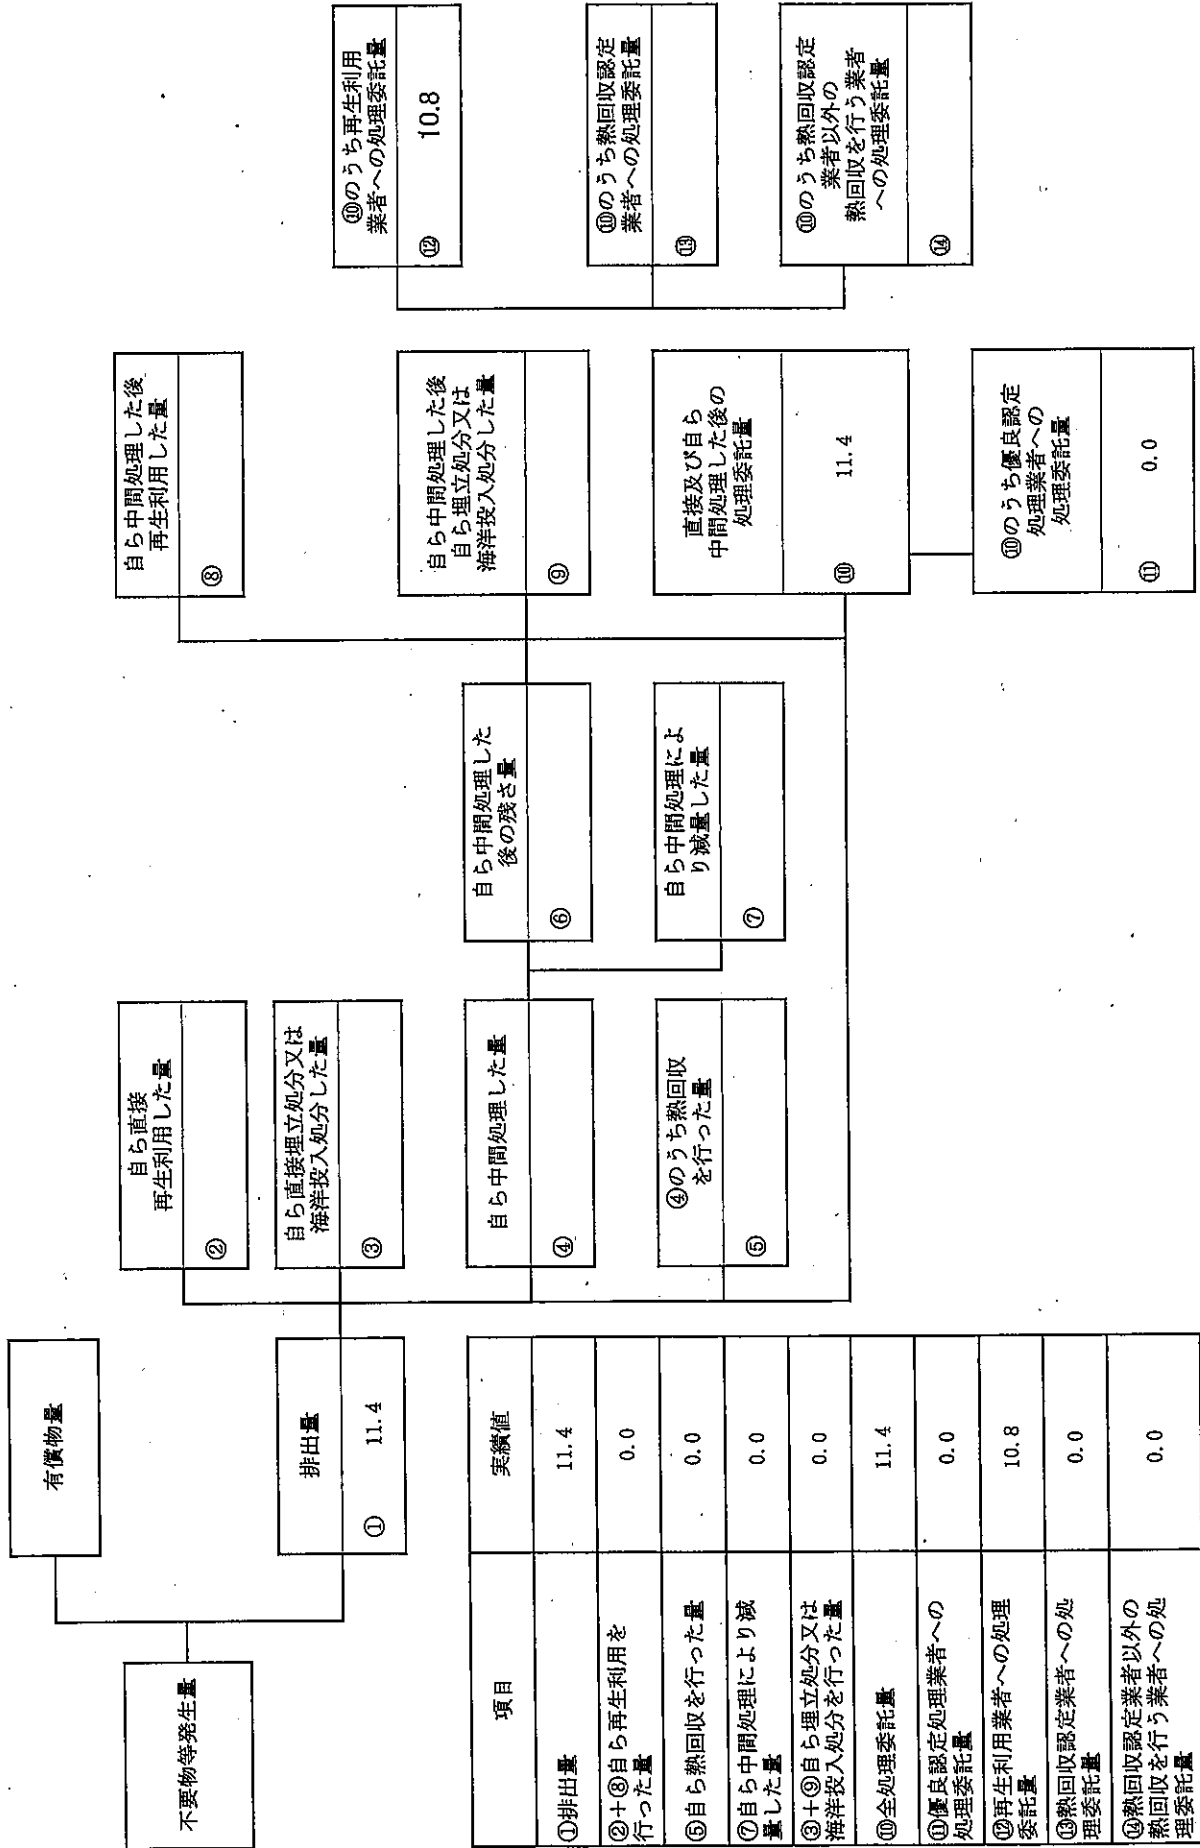 不要物等発生量
有償物量
排出量
① 11.4
自ら直接
再生利用した量
②
自ら直接埋立処分又は
海洋投入処分した量
③
自ら中間処理した量
④
④のうち熱回収
を行った量
⑤
自ら中間処理した
後の残さ量
⑥
自ら中間処理によ
り減量した量
⑦
自ら中間処理した後
再生利用した量
⑧
自ら中間処理した後
自ら埋立処分又は
海洋投入処分した量
⑨
直接及び自ら
中間処理した後の
処理委託量
⑩ 11.4
⑩のうち優良認定
処理業者への
処理委託量
⑪ 0.0
⑩のうち再生利用
業者への処理委託量
⑫ 10.8
⑩のうち熱回収認定
業者への処理委託量
⑬
⑩のうち熱回収認定
業者以外の
熱回収を行う業者
への処理委託量
⑭
項目 実績値
①排出量 11.4
②+⑧自ら再生利用を
行った量 0.0
⑤自ら熱回収を行った量 0.0
⑦自ら中間処理により減
量した量 0.0
③+⑨自ら埋立処分又は
海洋投入処分を行った量 0.0
⑩全処理委託量 11.4
⑪優良認定処理業者への
処理委託量 0.0
⑫再生利用業者への処理
委託量 10.8
⑬熱回収認定業者への処
理委託量 0.0
⑭熱回収認定業者以外の
熱回収を行う業者への処
理委託量 0.0